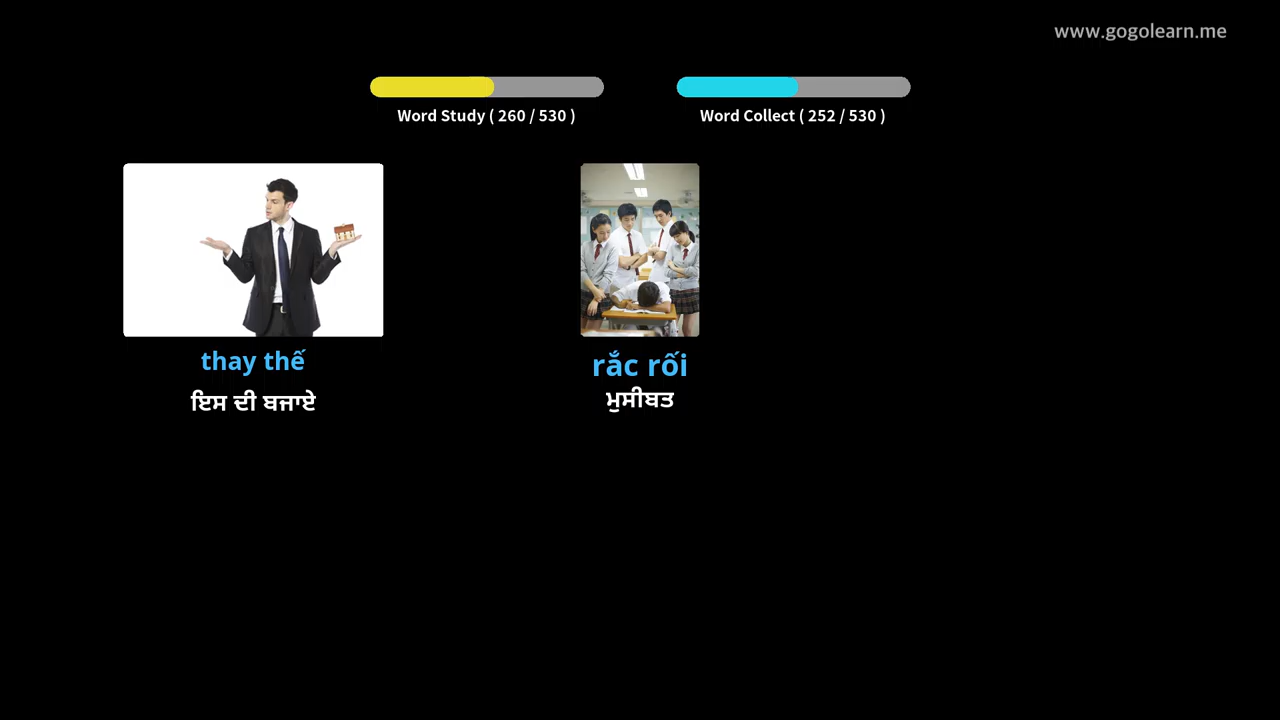 www.gogolearn.me
Word Study ( 260 / 530 )
Word Collect ( 252 / 530 )
thay thế
ਇਸ ਦੀ ਬਜਾਏ
rắc rối
ਮੁਸੀਬਤ